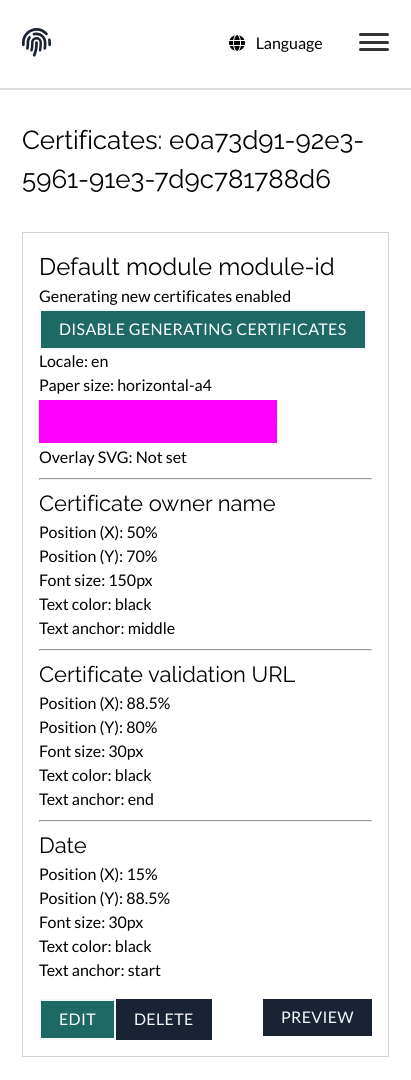 Language
Certificates: e0a73d91-92e3-
5961-91e3-7d9c781788d6
Default module module-id
Generating new certificates enabled
DISABLE GENERATING CERTIFICATES
Locale: en
Paper size: horizontal-a4
Overlay SVG: Not set
Certificate owner name
Position (X): 50%
Position (Y): 70%
Font size: 150px
Text color: black
Text anchor: middle
Certificate validation URL
Position (X): 88.5%
Position (Y): 80%
Font size: 30px
Text color: black
Text anchor: end
Date
Position (X): 15%
Position (Y): 88.5%
Font size: 30px
Text color: black
Text anchor: start
EDIT DELETE PREVIEW